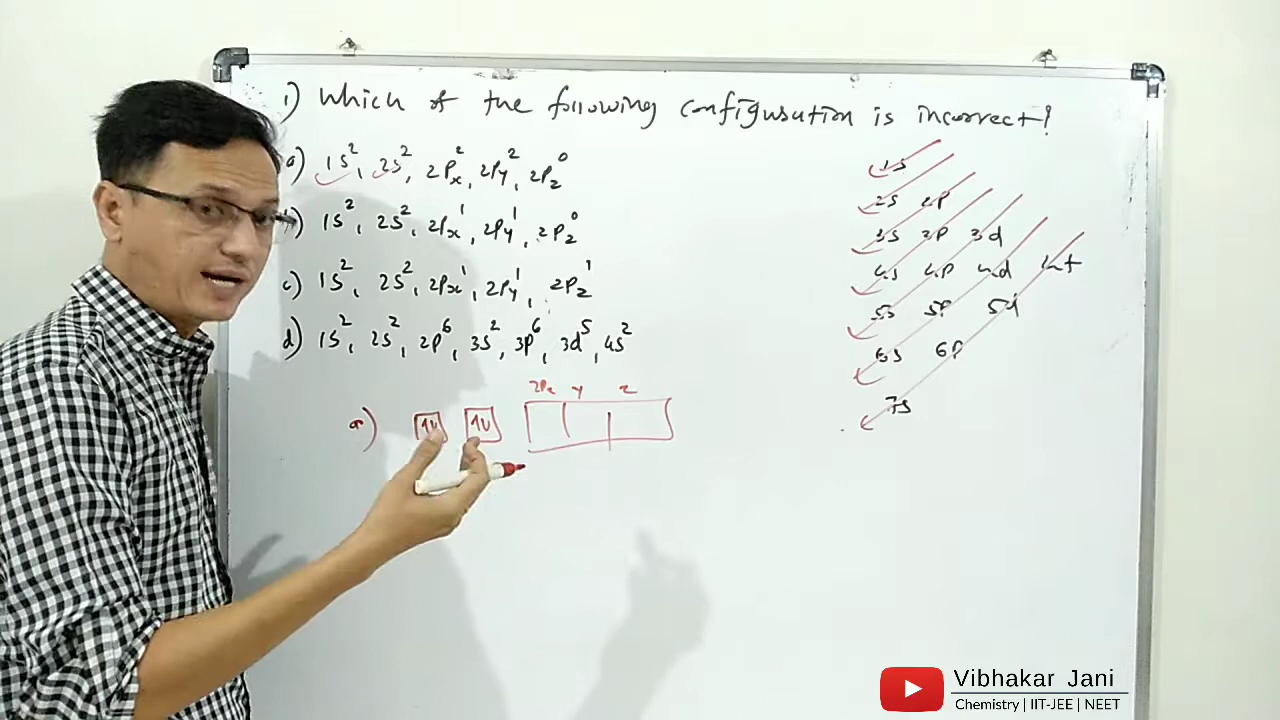 1) Which of the following configuration is incorrect?
a) 1s², 2s², 2Px², 2Py², 2Pz⁰
b) 1s², 2s², 2Px¹, 2Py¹, 2Pz⁰
c) 1s², 2s², 2Px¹, 2Py¹, 2Pz¹
d) 1s², 2s², 2P⁶, 3s², 3P⁶, 3d⁵, 4s²
2Px y z
a) 1υ 1υ
1s
2s 2P
3s 3P 3d
4s 4P 4d 4f
5s 5P 5d
6s 6P
7s
Vibhakar Jani
Chemistry | IIT-JEE | NEET